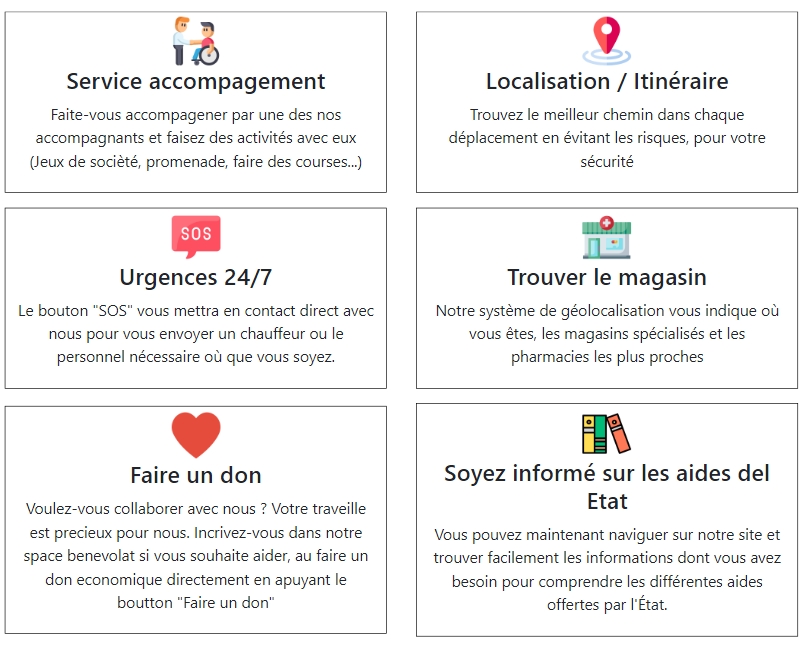 Service accompagement
Faite-vous accompagener par une des nos
accompagnants et faisez des activités avec eux
(Jeux de socièté, promenade, faire des courses...)
Localisation / Itinéraire
Trouvez le meilleur chemin dans chaque
déplacement en évitant les risques, pour votre
sécurité
SOS
Urgences 24/7
Le bouton "SOS" vous mettra en contact direct avec
nous pour vous envoyer un chauffeur ou le
personnel nécessaire où que vous soyez.
Trouver le magasin
Notre système de géolocalisation vous indique où
vous êtes, les magasins spécialisés et les
pharmacies les plus proches
Faire un don
Voulez-vous collaborer avec nous ? Votre traveille
est precieux pour nous. Incrivez-vous dans notre
space benevolat si vous souhaite aider, au faire un
don economique directement en apuyant le
boutton "Faire un don"
Soyez informé sur les aides del
Etat
Vous pouvez maintenant naviguer sur notre site et
trouver facilement les informations dont vous avez
besoin pour comprendre les différentes aides
offertes par l'État.